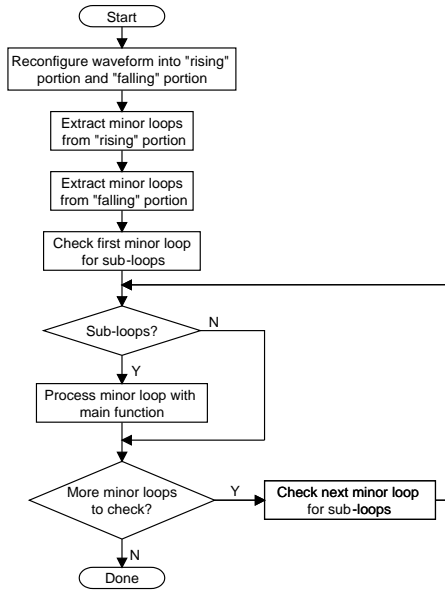 Start
Reconfigure waveform into "rising"
portion and "falling" portion
Extract minor loops
from "rising" portion
Extract minor loops
from "falling" portion
Check first minor loop
for sub-loops
Sub-loops?
N
Y
Process minor loop with
main function
More minor loops
to check?
Y
Check next minor loop
for sub-loops
N
Done